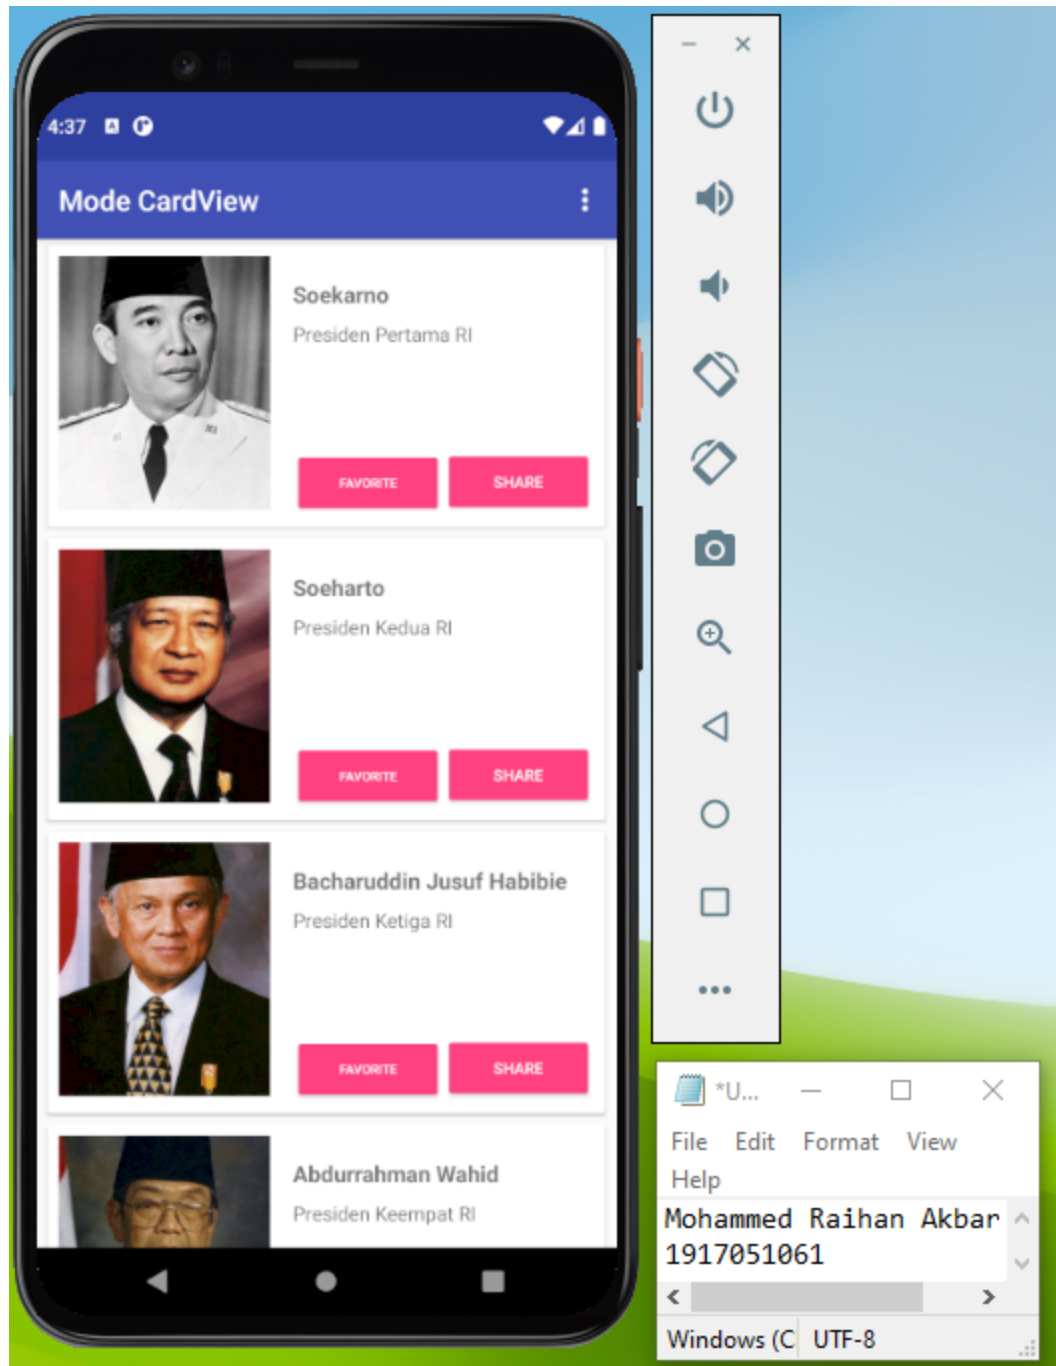 4:37
Mode CardView
Soekarno
Presiden Pertama RI
FAVORITE SHARE
Soeharto
Presiden Kedua RI
FAVORITE SHARE
Bacharuddin Jusuf Habibie
Presiden Ketiga RI
FAVORITE SHARE
Abdurrahman Wahid
Presiden Keempat RI
*U...
File Edit Format View
Help
Mohammed Raihan Akbar
1917051061
Windows (C UTF-8